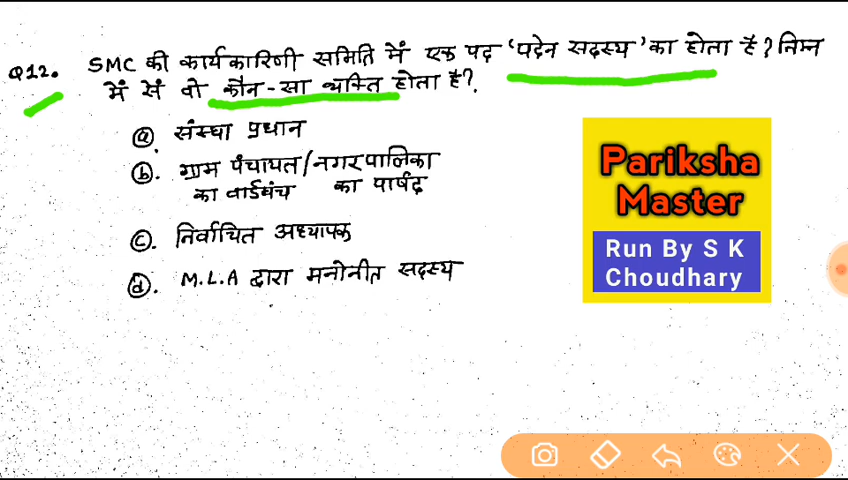 Q12. SMC की कार्यकारिणी समिति में एक पद 'पदेन सदस्य' का होता है? निम्न
में सें वो कौन-सा व्यक्ति होता है?
(a). संस्था प्रधान
(b). ग्राम पंचायत/नगरपालिका
का वार्डपंच का पार्षद
(c). निर्वाचित अध्यापक
(d). M.L.A द्वारा मनोनीत सदस्य
Pariksha
Master
Run By S K
Choudhary